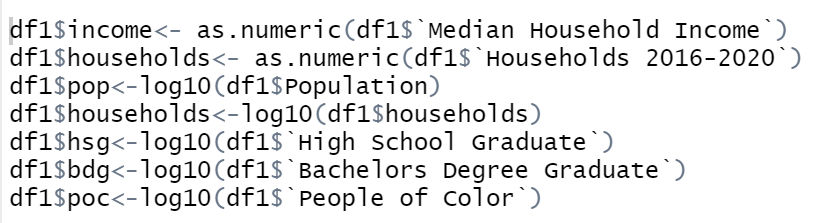 df1$income<- as.numeric(df1$`Median Household Income`)
df1$households<- as.numeric(df1$`Households 2016-2020`)
df1$pop<-log10(df1$Population)
df1$households<-log10(df1$households)
df1$hsg<-log10(df1$`High School Graduate`)
df1$bdg<-log10(df1$`Bachelors Degree Graduate`)
df1$poc<-log10(df1$`People of Color`)